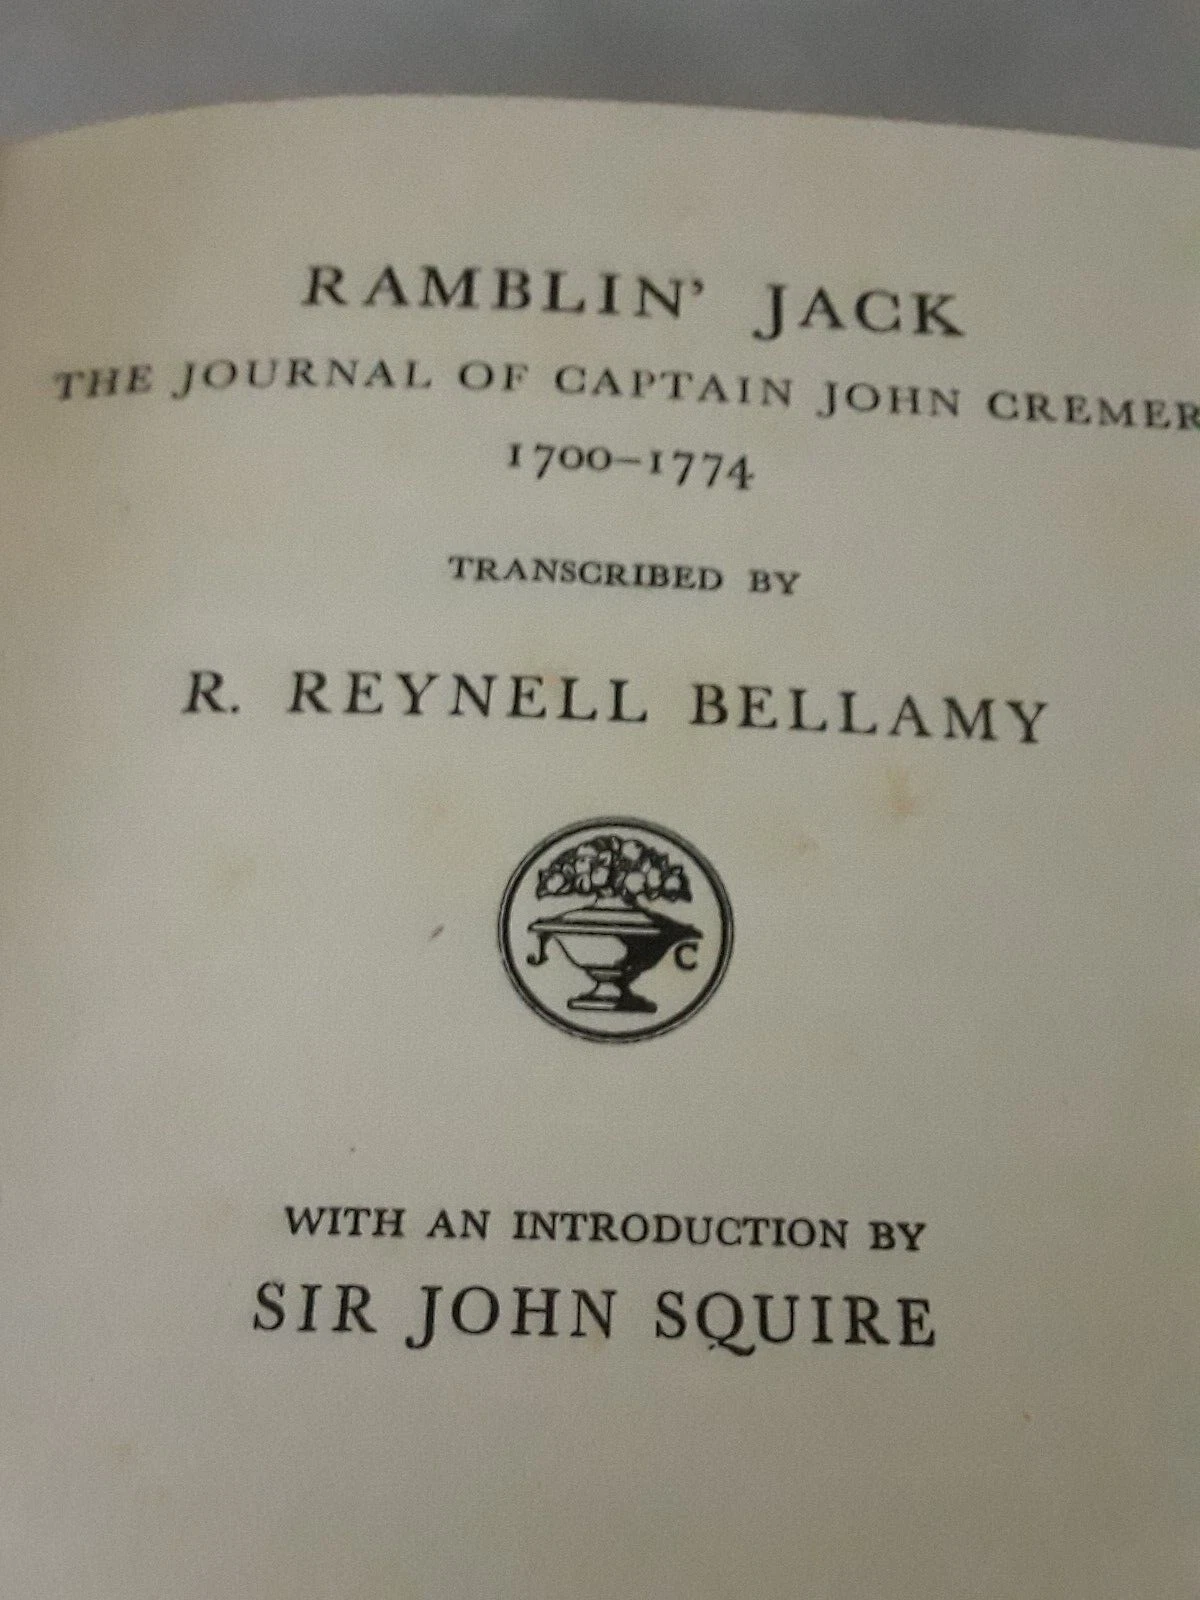 RAMBLIN' JACK
THE JOURNAL OF CAPTAIN JOHN CREMER
1700–1774
TRANSCRIBED BY
R. REYNELL BELLAMY
J C
WITH AN INTRODUCTION BY
SIR JOHN SQUIRE